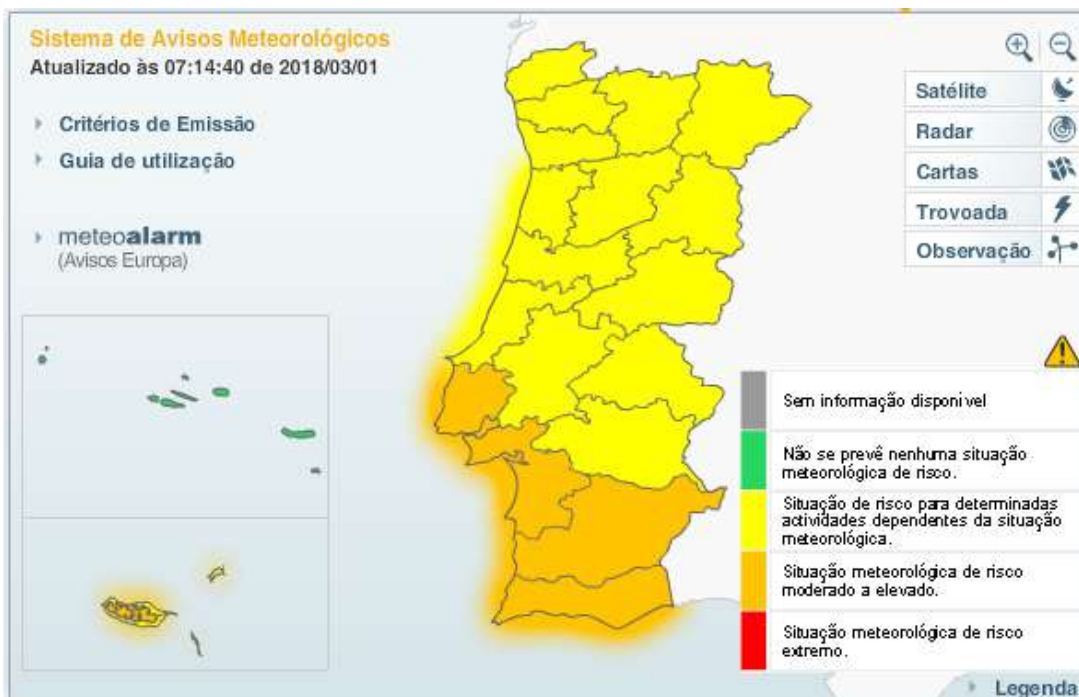 Sistema de Avisos Meteorológicos
Atualizado às 07:14:40 de 2018/03/01
Critérios de Emissão
Guia de utilização
meteoalarm
(Avisos Europa)
Satélite
Radar
Cartas
Trovoada
Observação
Sem informação disponivel
Não se prevê nenhuma situação
meteorológica de risco.
Situação de risco para determinadas
actividades dependentes da situação
meteorológica.
Situação meteorológica de risco
moderado a elevado.
Situação meteorológica de risco
extremo.
Legenda